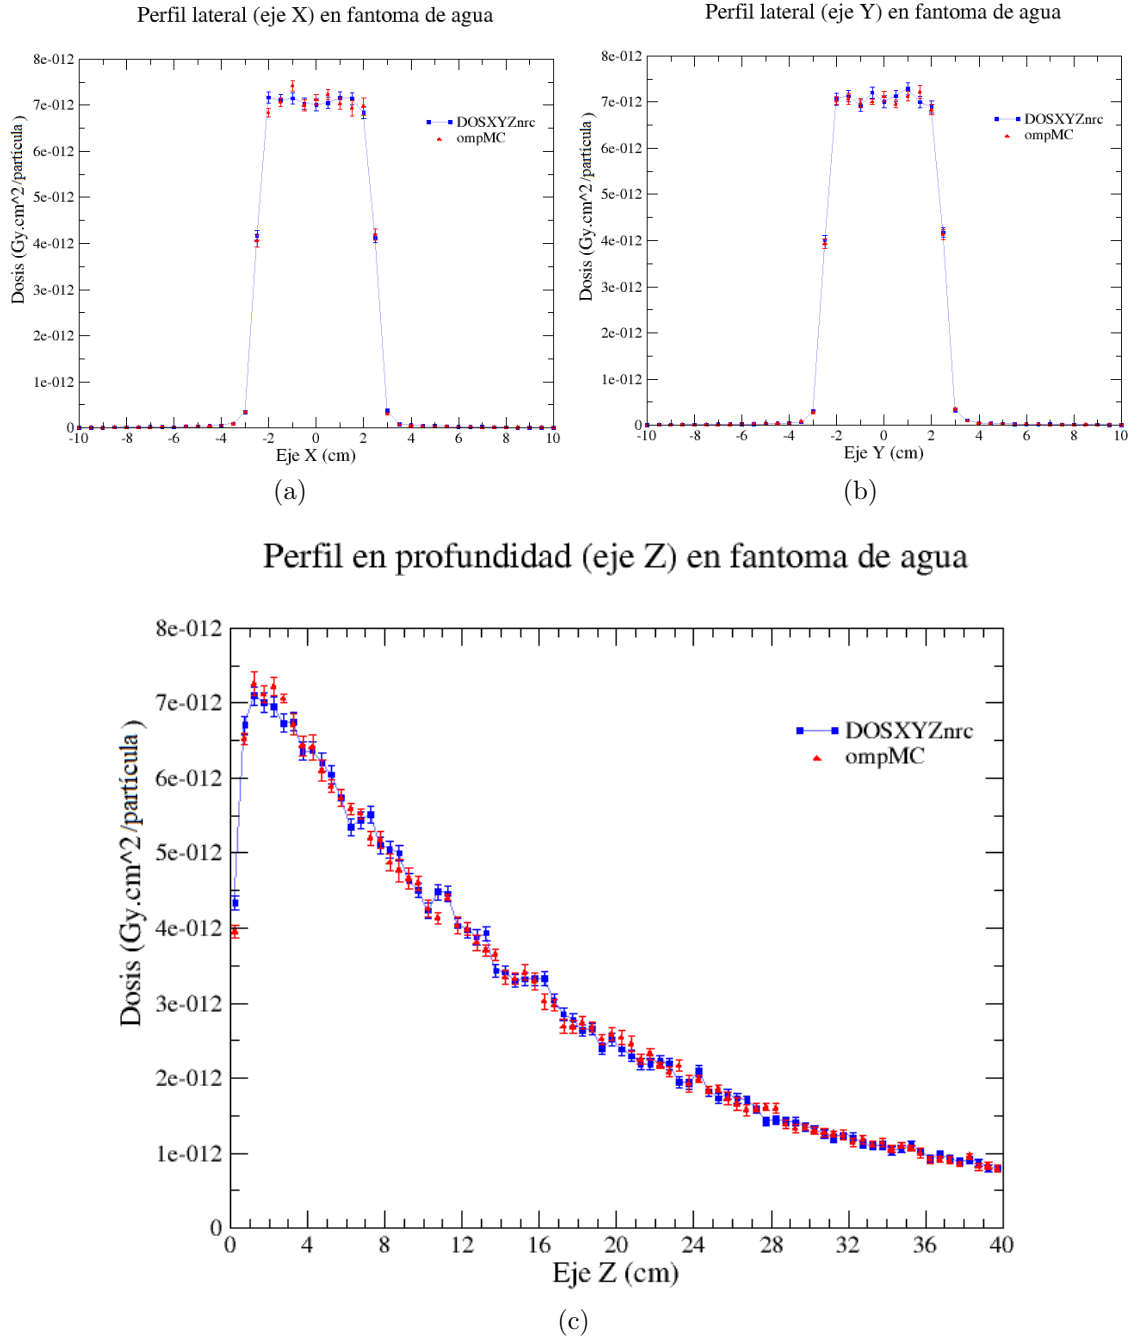 Perfil lateral (eje X) en fantoma de agua
8e-012
7e-012
6e-012
5e-012
4e-012
3e-012
2e-012
1e-012
0
Dosis (Gy.cm^2/partícula )
DOSXYZnrc
ompMC
-10 -8 -6 -4 -2 0 2 4 6 8 10
Eje X (cm)
(a)
Perfil lateral (eje Y) en fantoma de agua
8e-012
7e-012
6e-012
5e-012
4e-012
3e-012
2e-012
1e-012
0
Dosis (Gy.cm^2/partícula )
DOSXYZnrc
ompMC
-10 -8 -6 -4 -2 0 2 4 6 8 10
Eje Y (cm)
(b)
Perfil en profundidad (eje Z) en fantoma de agua
8e-012
7e-012
6e-012
5e-012
4e-012
3e-012
2e-012
1e-012
0
Dosis (Gy.cm^2/partícula )
DOSXYZnrc
ompMC
0 4 8 12 16 20 24 28 32 36 40
Eje Z (cm)
(c)